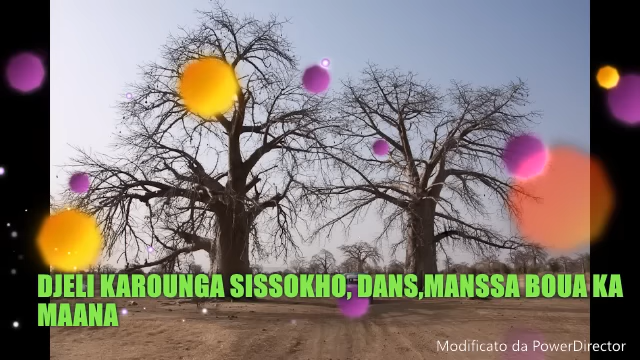 DJELI KAROUNGA SISSOKHO, DANS,MANSSA BOUA KA
MAANA
Modificato da PowerDirector